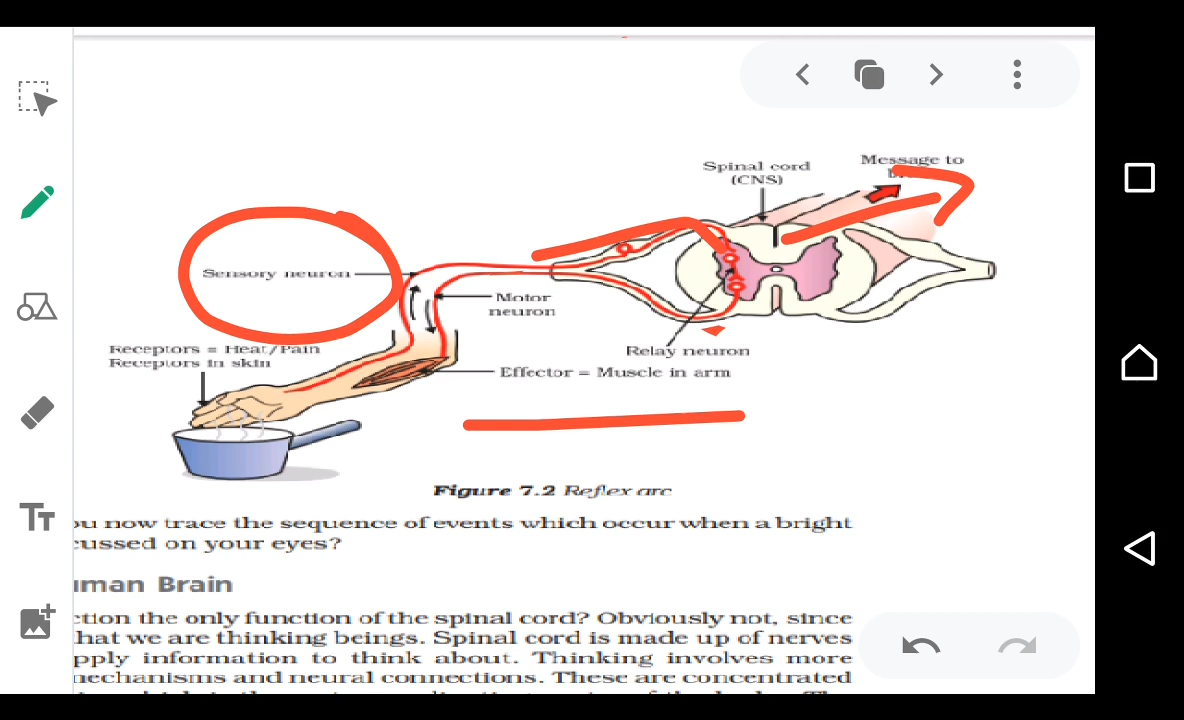 Spinal cord
(CNS)
Message to
Sensory neuron
Motor
neuron
Receptors = Heat/Pain
Receptors in skin
Relay neuron
Effector = Muscle in arm
Figure 7.2 Reflex arc
ou now trace the sequence of events which occur when a bright
cussed on your eyes?
uman Brain
ction the only function of the spinal cord? Obviously not, since
hat we are thinking beings. Spinal cord is made up of nerves
pply information to think about. Thinking involves more
nechanisms and neural connections. These are concentrated
Tт